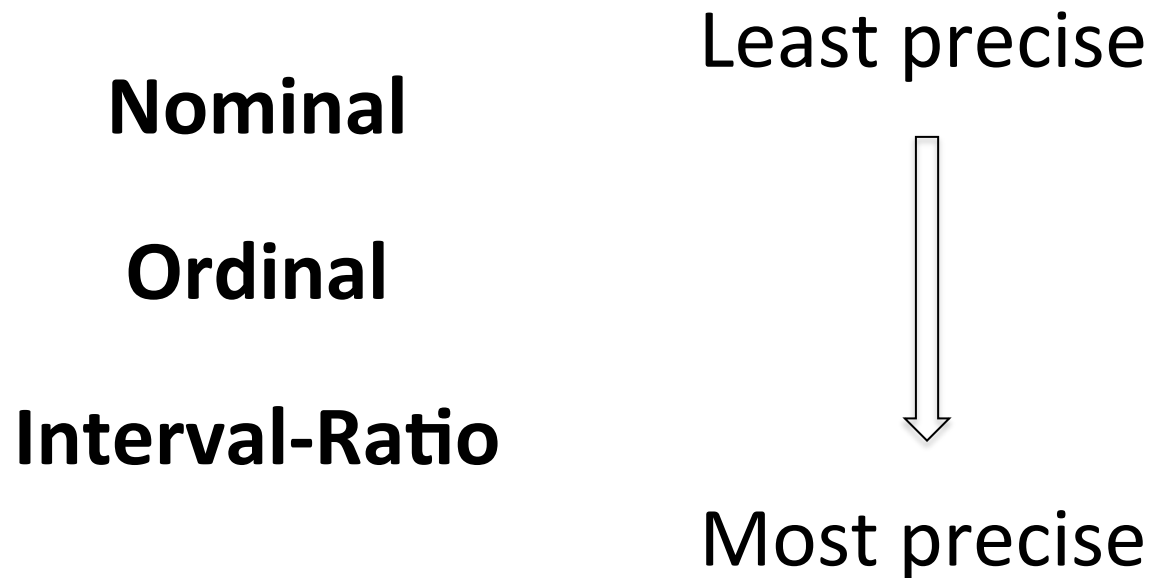 Least precise
Nominal
Ordinal
Interval-Ratio
Most precise